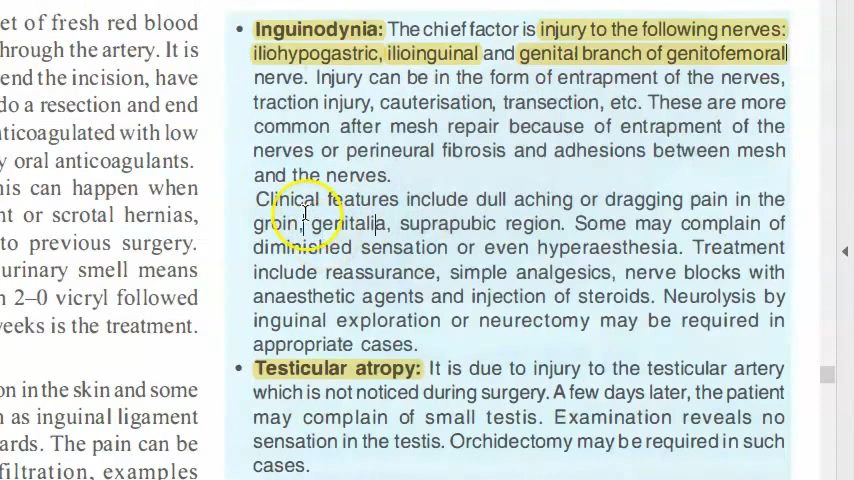 et of fresh red blood
through the artery. It is
end the incision, have
do a resection and end
nticoagulated with low
y oral anticoagulants.
his can happen when
nt or scrotal hernias,
to previous surgery.
urinary smell means
n 2–0 vicryl followed
weeks is the treatment.
on in the skin and some
n as inguinal ligament
ards. The pain can be
filtration, examples
• Inguinodynia: The chief factor is injury to the following nerves:
iliohypogastric, ilioinguinal and genital branch of genitofemoral
nerve. Injury can be in the form of entrapment of the nerves,
traction injury, cauterisation, transection, etc. These are more
common after mesh repair because of entrapment of the
nerves or perineural fibrosis and adhesions between mesh
and the nerves.
Clinical features include dull aching or dragging pain in the
groin, genitalia, suprapubic region. Some may complain of
diminished sensation or even hyperaesthesia. Treatment
include reassurance, simple analgesics, nerve blocks with
anaesthetic agents and injection of steroids. Neurolysis by
inguinal exploration or neurectomy may be required in
appropriate cases.
• Testicular atropy: It is due to injury to the testicular artery
which is not noticed during surgery. A few days later, the patient
may complain of small testis. Examination reveals no
sensation in the testis. Orchidectomy may be required in such
cases.